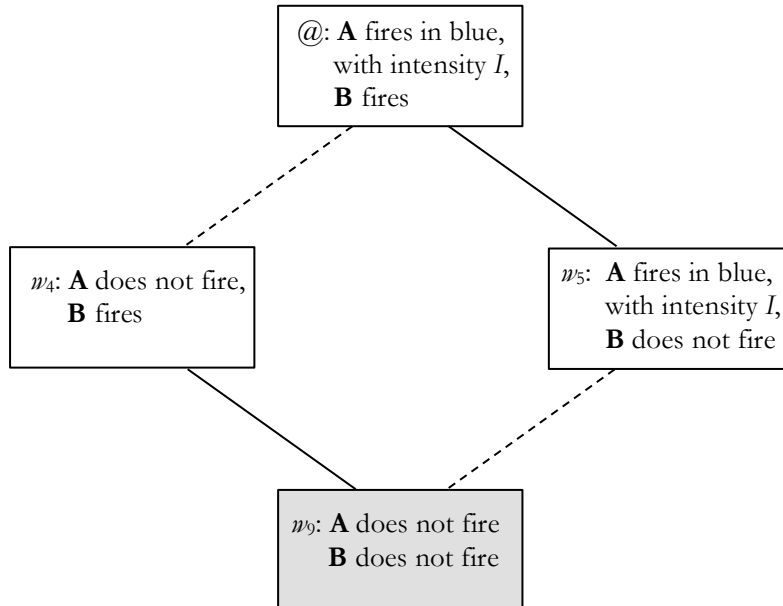 @: A fires in blue,
with intensity I,
B fires
w₄: A does not fire,
B fires
w₅: A fires in blue,
with intensity I,
B does not fire
w₉: A does not fire
B does not fire